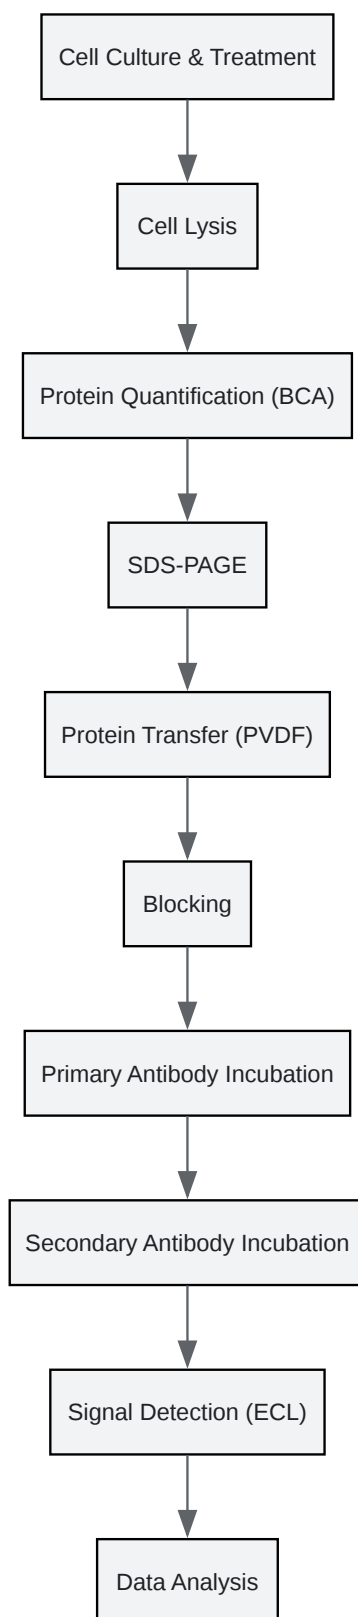 Cell Culture & Treatment
Cell Lysis
Protein Quantification (BCA)
SDS-PAGE
Protein Transfer (PVDF)
Blocking
Primary Antibody Incubation
Secondary Antibody Incubation
Signal Detection (ECL)
Data Analysis